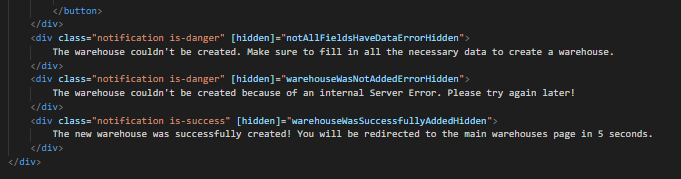 </button>
</div>
<div class="notification is-danger" [hidden]="notAllFieldsHaveDataErrorHidden">
The warehouse couldn't be created. Make sure to fill in all the necessary data to create a warehouse.
</div>
<div class="notification is-danger" [hidden]="warehouseWasNotAddedErrorHidden">
The warehouse couldn't be created because of an internal Server Error. Please try again later!
</div>
<div class="notification is-success" [hidden]="warehouseWasSuccessfullyAddedHidden">
The new warehouse was successfully created! You will be redirected to the main warehouses page in 5 seconds.
</div>
</div>